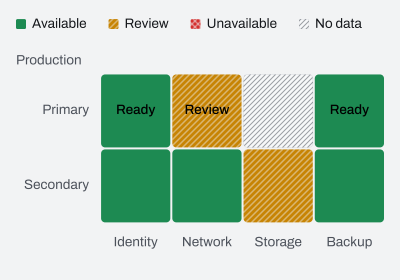 Available Review Unavailable No data
Production
Primary Ready Review Ready
Secondary
Identity Network Storage Backup